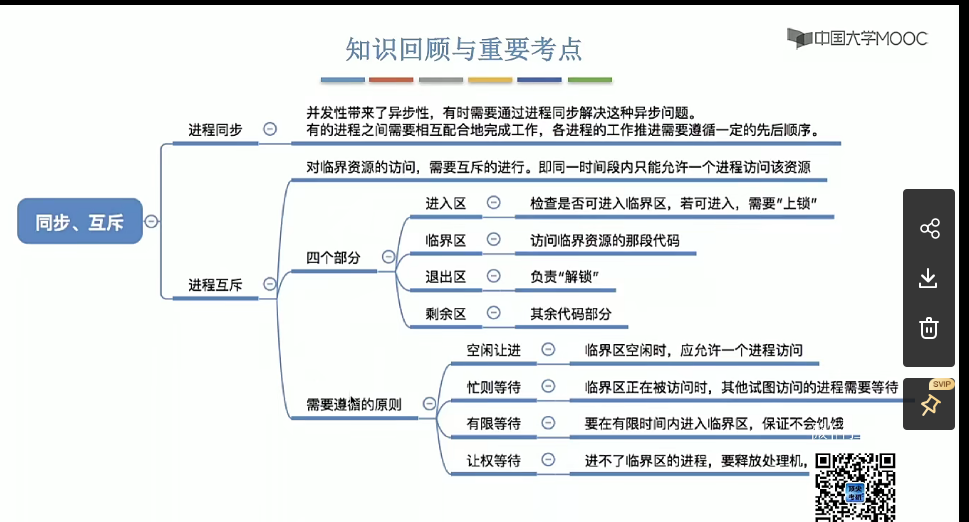 知识回顾与重要考点
中国大学MOOC
同步、互斥
进程同步
并发性带来了异步性，有时需要通过进程同步解决这种异步问题。
有的进程之间需要相互配合地完成工作，各进程的工作推进需要遵循一定的先后顺序。
进程互斥
对临界资源的访问，需要互斥的进行。即同一时间段内只能允许一个进程访问该资源
四个部分
进入区
检查是否可进入临界区，若可进入，需要“上锁”
临界区
访问临界资源的那段代码
退出区
负责“解锁”
剩余区
其余代码部分
需要遵循的原则
空闲让进
临界区空闲时，应允许一个进程访问
忙则等待
临界区正在被访问时，其他试图访问的进程需要等待
有限等待
要在有限时间内进入临界区，保证不会饥饿
让权等待
进不了临界区的进程，要释放处理机，
SVIP